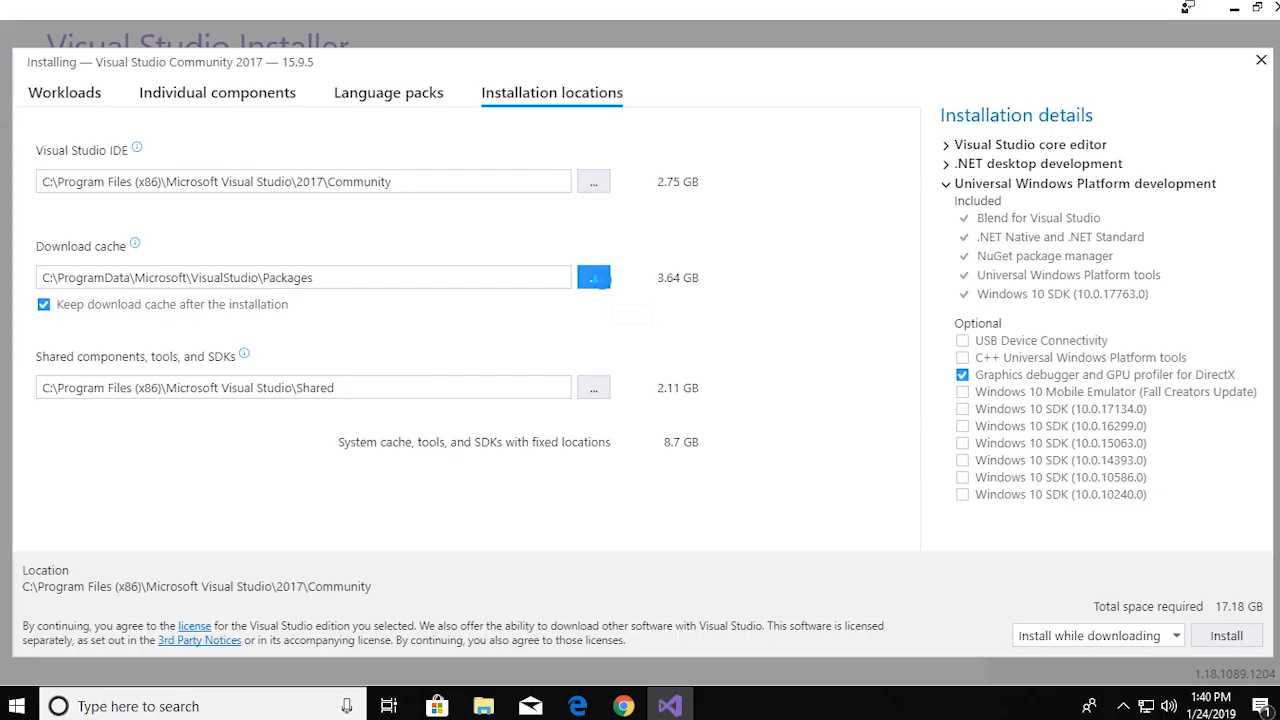 Visual Studio Installer
Installing — Visual Studio Community 2017 — 15.9.5
Workloads
Individual components
Language packs
Installation locations
Visual Studio IDE
C:\Program Files (x86)\Microsoft Visual Studio\2017\Community
...
2.75 GB
Download cache
C:\ProgramData\Microsoft\VisualStudio\Packages
3.64 GB
Keep download cache after the installation
Shared components, tools, and SDKs
C:\Program Files (x86)\Microsoft Visual Studio\Shared
...
2.11 GB
System cache, tools, and SDKs with fixed locations
8.7 GB
Installation details
Visual Studio core editor
.NET desktop development
Universal Windows Platform development
Included
Blend for Visual Studio
.NET Native and .NET Standard
NuGet package manager
Universal Windows Platform tools
Windows 10 SDK (10.0.17763.0)
Optional
USB Device Connectivity
C++ Universal Windows Platform tools
Graphics debugger and GPU profiler for DirectX
Windows 10 Mobile Emulator (Fall Creators Update)
Windows 10 SDK (10.0.17134.0)
Windows 10 SDK (10.0.16299.0)
Windows 10 SDK (10.0.15063.0)
Windows 10 SDK (10.0.14393.0)
Windows 10 SDK (10.0.10586.0)
Windows 10 SDK (10.0.10240.0)
Location
C:\Program Files (x86)\Microsoft Visual Studio\2017\Community
By continuing, you agree to the license for the Visual Studio edition you selected. We also offer the ability to download other software with Visual Studio. This software is licensed
separately, as set out in the 3rd Party Notices or in its accompanying license. By continuing, you also agree to those licenses.
Total space required 17.18 GB
Install while downloading
Install
1.18.1089.1204
Type here to search
1:40 PM
1/24/2019